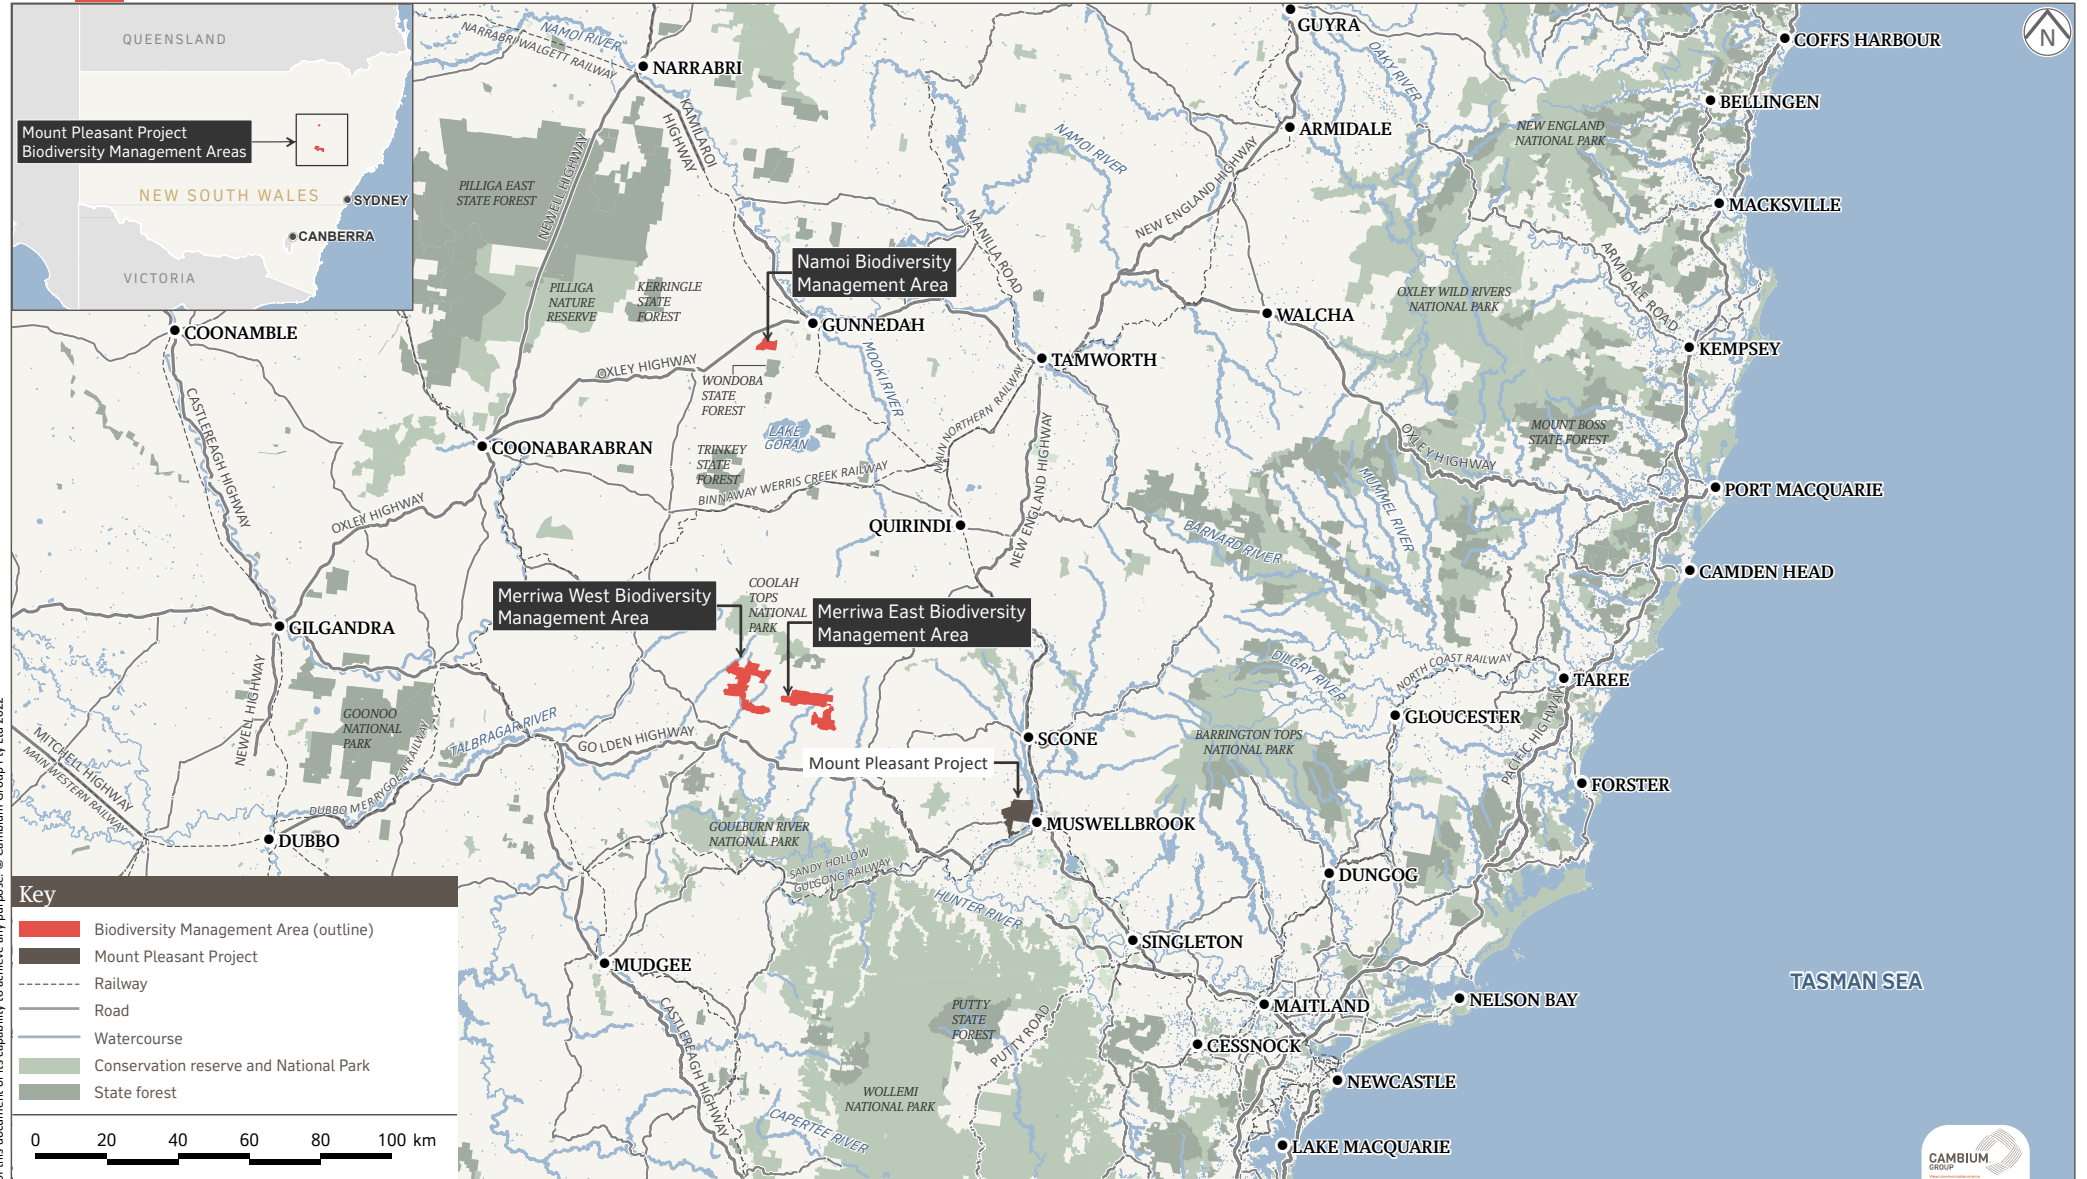 QUEENSLAND
Mount Pleasant Project
Biodiversity Management Areas
NEW SOUTH WALES
SYDNEY
CANBERRA
VICTORIA
NARRABRI WALGETT RAILWAY
NAMOI RIVER
NARRABRI
KAMILAROI
HIGHWAY
GUYRA
OAKY RIVER
COFFS HARBOUR
N
BELLINGEN
NEW ENGLAND
NATIONAL PARK
ARMIDALE
NAMOI RIVER
NEW ENGLAND HIGHWAY
PILLIGA EAST
STATE FOREST
NEWELL HIGHWAY
MACKSVILLE
MANILLA ROAD
ARMIDALE ROAD
Namoi Biodiversity
Management Area
PILLIGA
NATURE
RESERVE
KERRINGLE
STATE
FOREST
OXLEY WILD RIVERS
NATIONAL PARK
COONAMBLE
GUNNEDAH
WALCHA
KEMPSEY
TAMWORTH
OXLEY HIGHWAY
MOOKI RIVER
WONDOBA
STATE
FOREST
CASTLEREAGH HIGHWAY
MAIN NORTHERN RAILWAY
NEW ENGLAND HIGHWAY
LAKE
GORAN
COONABARABRAN
TRINKEY
STATE
FOREST
BINNAWAY WERRIS CREEK RAILWAY
MOUNT BOSS
STATE FOREST
OXLEY HIGHWAY
MUMMEL RIVER
PORT MACQUARIE
OXLEY HIGHWAY
QUIRINDI
BARNARD RIVER
CAMDEN HEAD
Merriwa West Biodiversity
Management Area
COOLAH
TOPS
NATIONAL
PARK
Merriwa East Biodiversity
Management Area
GILGANDRA
NEWELL HIGHWAY
DILGRY RIVER
NORTH COAST RAILWAY
TAREE
GOONOO
NATIONAL
PARK
TALBRAGAR RIVER
GOLDEN HIGHWAY
GLOUCESTER
PACIFIC HIGHWAY
SCONE
BARRINGTON TOPS
NATIONAL PARK
Mount Pleasant Project
MITCHELL HIGHWAY
MAIN WESTERN RAILWAY
DUBBO MERRYGOEN RAILWAY
FORSTER
MUSWELLBROOK
DUBBO
GOULBURN RIVER
NATIONAL PARK
SANDY HOLLOW
GULGONG RAILWAY
DUNGOG
HUNTER RIVER
SINGLETON
MUDGEE
CASTLEREAGH HIGHWAY
TASMAN SEA
NELSON BAY
MAITLAND
PUTTY
STATE
FOREST
PUTTY ROAD
CESSNOCK
NEWCASTLE
WOLLEMI
NATIONAL PARK
CAPERTEE RIVER
LAKE MACQUARIE
Key
Biodiversity Management Area (outline)
Mount Pleasant Project
Railway
Road
Watercourse
Conservation reserve and National Park
State forest
0 20 40 60 80 100 km
CAMBIUM
GROUP